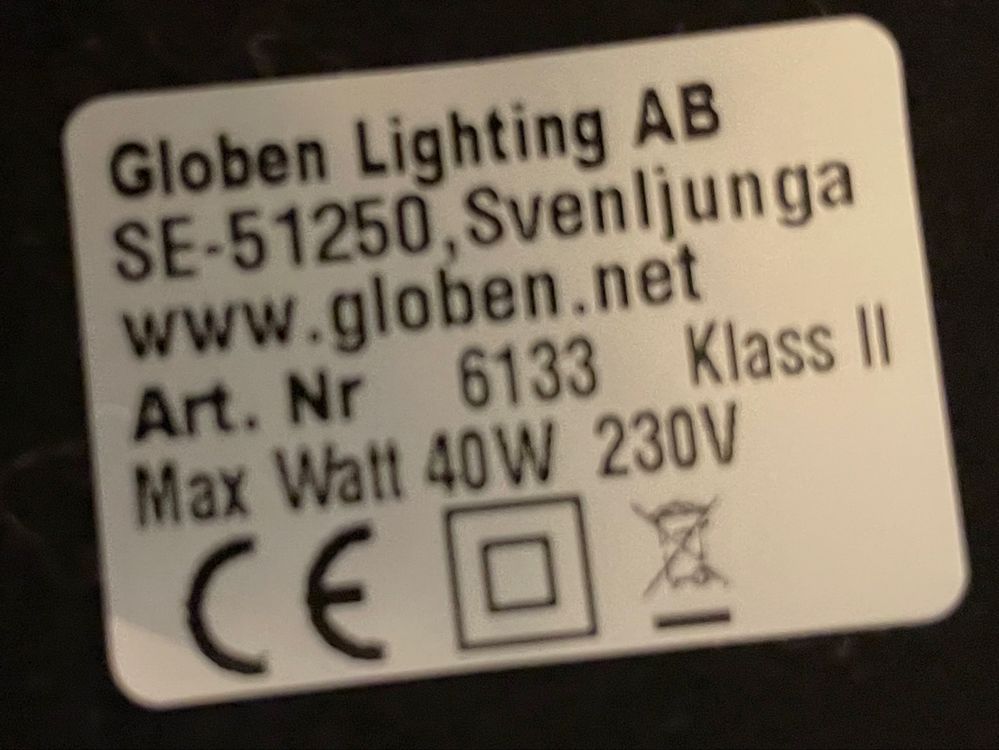 Globen Lighting AB
SE-51250,Svenljunga
www.globen.net
Art. Nr 6133 Klass II
Max Watt 40W 230V
CE